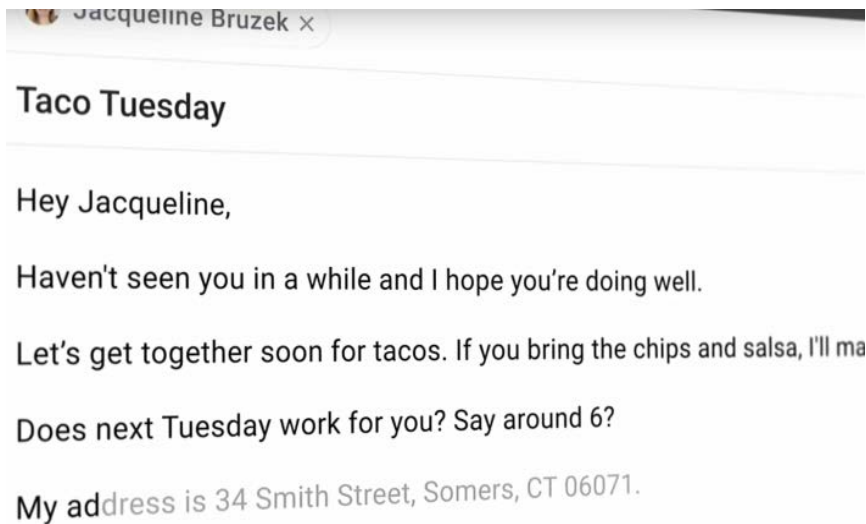 Jacqueline Bruzek ×
Taco Tuesday
Hey Jacqueline,
Haven't seen you in a while and I hope you're doing well.
Let's get together soon for tacos. If you bring the chips and salsa, I'll
Does next Tuesday work for you? Say around 6?
My address is 34 Smith Street, Somers, CT 06071.